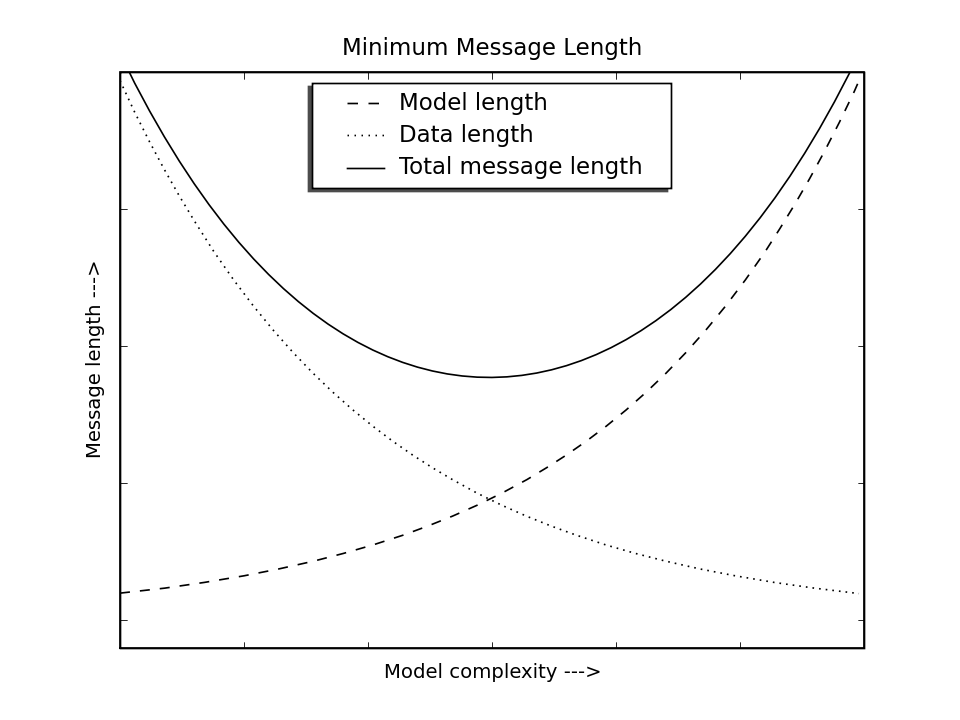 Minimum Message Length
Model length
Data length
Total message length
Message length --->
Model complexity --->